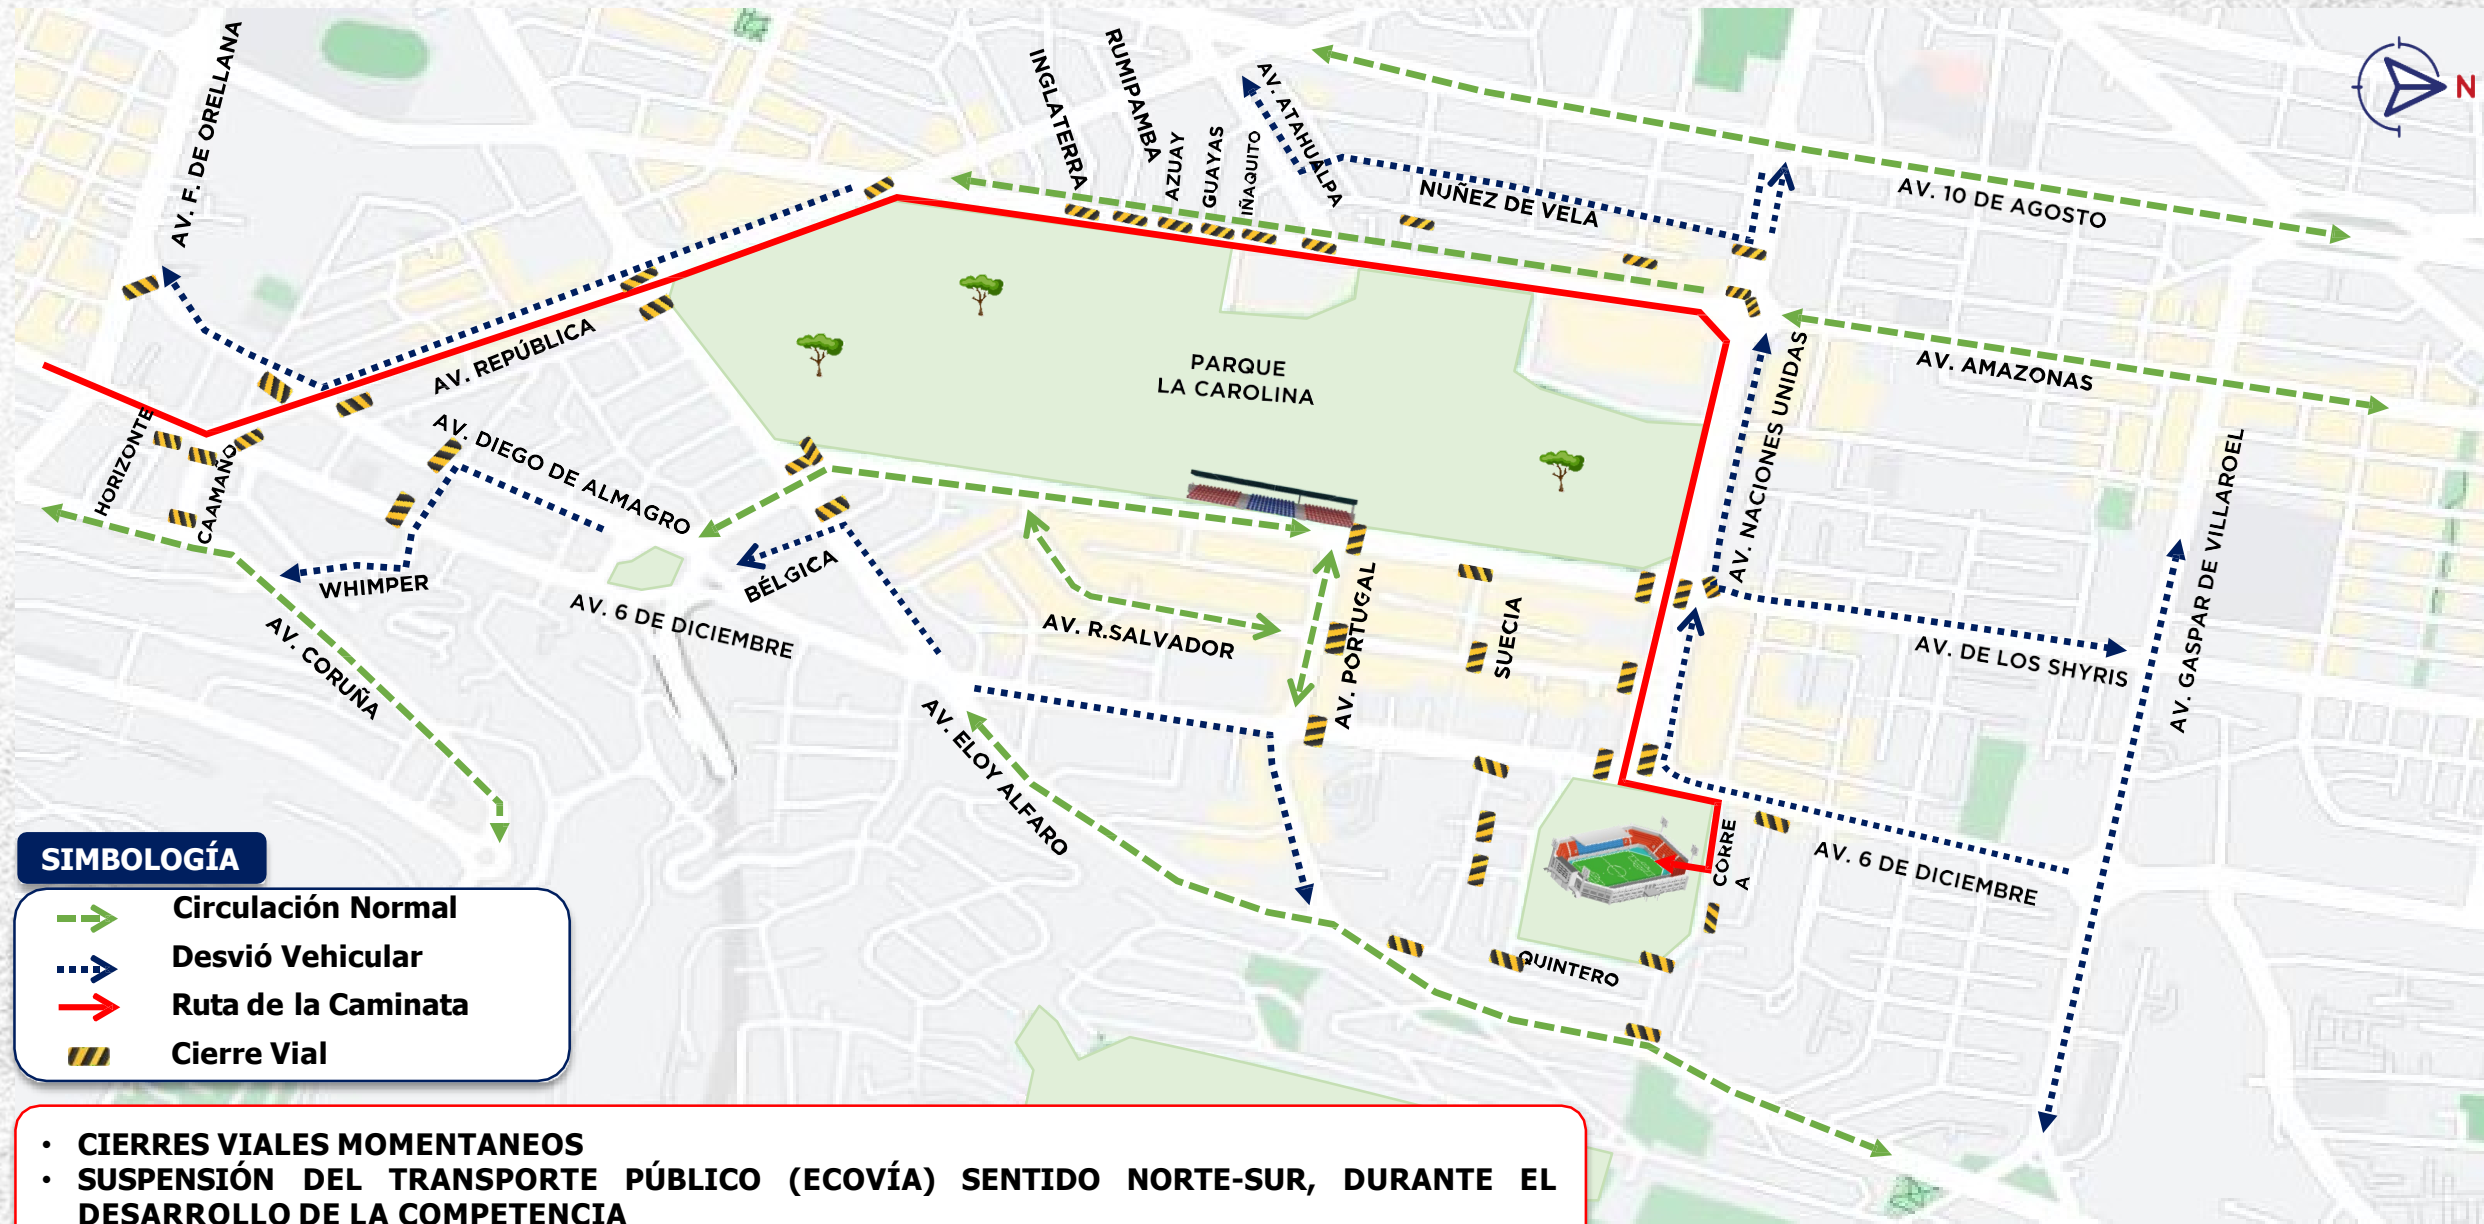 AV. F. DE ORELLANA
INGLATERRA
RUMIPAMBA
AZUAY
GUAYAS
IÑAQUITO
AV. ATAHUALPA
NUÑEZ DE VELA
AV. 10 DE AGOSTO
N
AV. REPÚBLICA
PARQUE
LA CAROLINA
AV. AMAZONAS
AV. NACIONES UNIDAS
AV. GASPAR DE VILLAROEL
HORIZONTE
CAAMAÑO
AV. DIEGO DE ALMAGRO
WHIMPER
BÉLGICA
AV. 6 DE DICIEMBRE
AV. R.SALVADOR
AV. PORTUGAL
SUECIA
AV. DE LOS SHYRIS
AV. CORUÑA
AV. ELOY ALFARO
CORRE
A
AV. 6 DE DICIEMBRE
QUINTERO
SIMBOLOGÍA
Circulación Normal
Desvió Vehicular
Ruta de la Caminata
Cierre Vial
• CIERRES VIALES MOMENTANEOS
• SUSPENSIÓN DEL TRANSPORTE PÚBLICO (ECOVÍA) SENTIDO NORTE-SUR, DURANTE EL
DESARROLLO DE LA COMPETENCIA